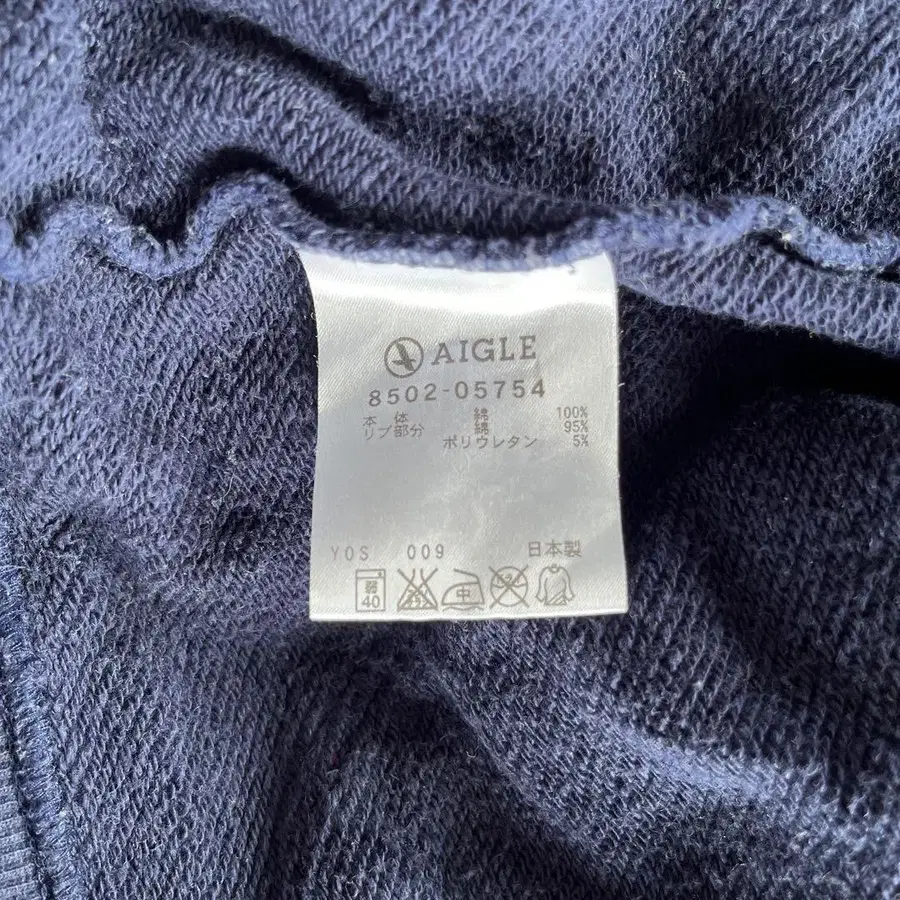 AIGLE
8502-05754
本体 綿 100%
リブ部分 綿 95%
ポリウレタン 5%
YOS 009 日本製
弱 40 中